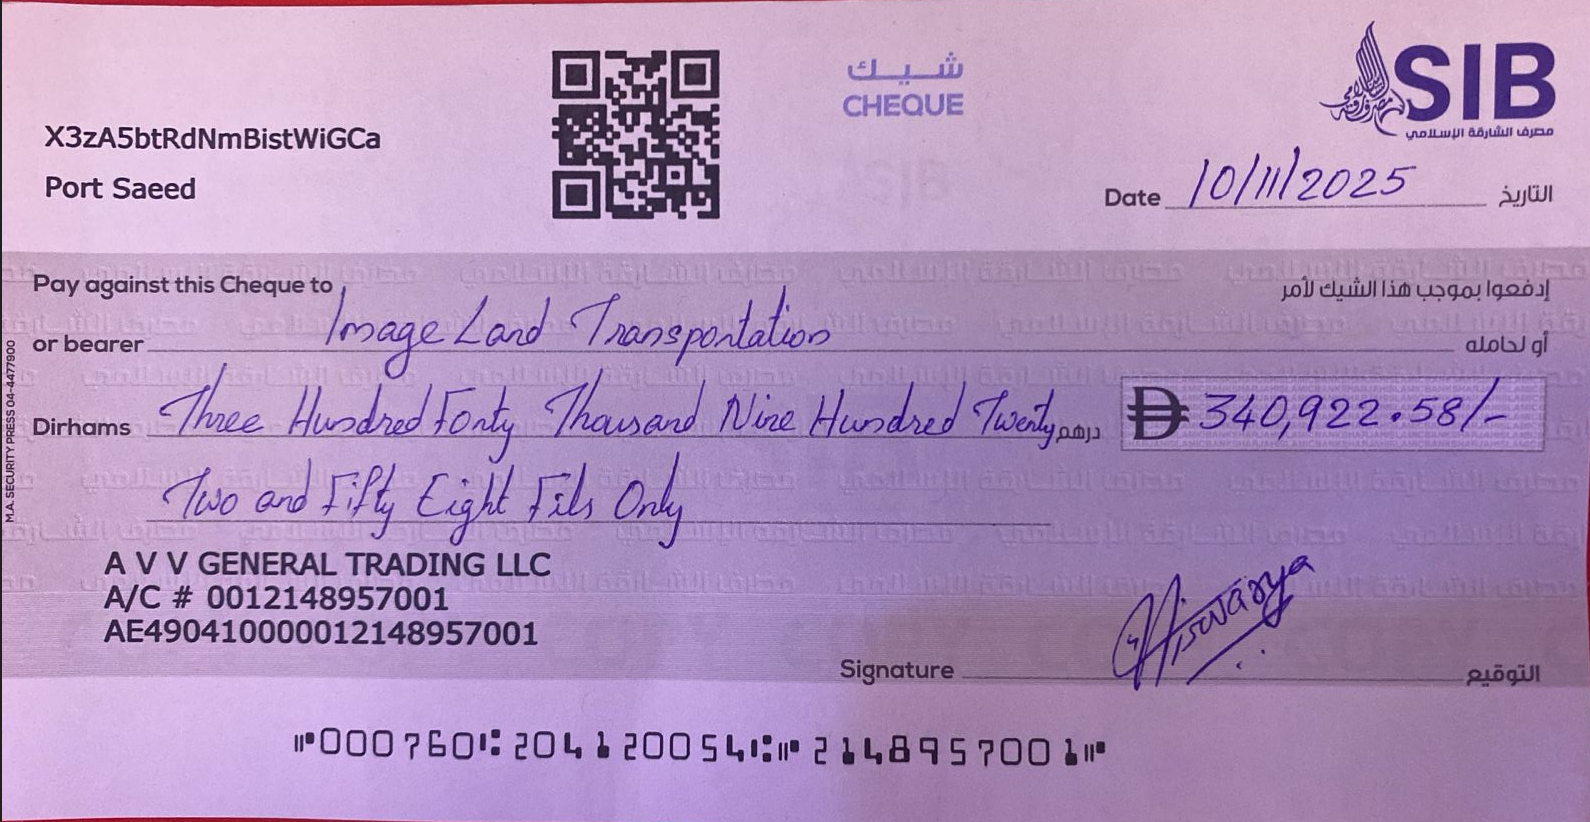 شيك
CHEQUE
SIB
مصرف الشارقة الإسلامي
X3zA5btRdNmBistWiGCa
Port Saeed
Date 10/11/2025 التاريخ
Pay against this Cheque to إدفعوا بموجب هذا الشيك لأمر
or bearer Image Land Transportation أو لحامله
Dirhams Three Hundred Forty Thousand Nine Hundred Twenty درهم 340,922.58/-
Two and Fifty Eight Fils Only
A V V GENERAL TRADING LLC
A/C # 0012148957001
AE490410000012148957001
Signature Aiswarya التوقيع
M.A. SECURITY PRESS 04-4477900
⑈000760⑆204120054⑆⑈2148957001⑈